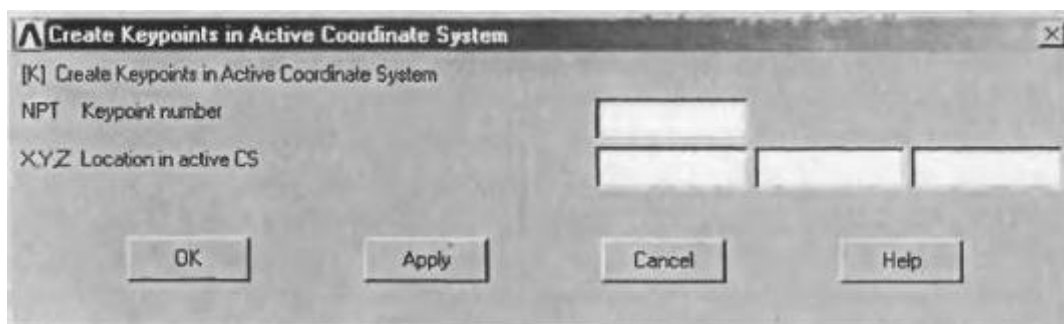 Create Keypoints in Active Coordinate System
[K] Create Keypoints in Active Coordinate System
NPT Keypoint number
X,Y,Z Location in active CS
OK Apply Cancel Help